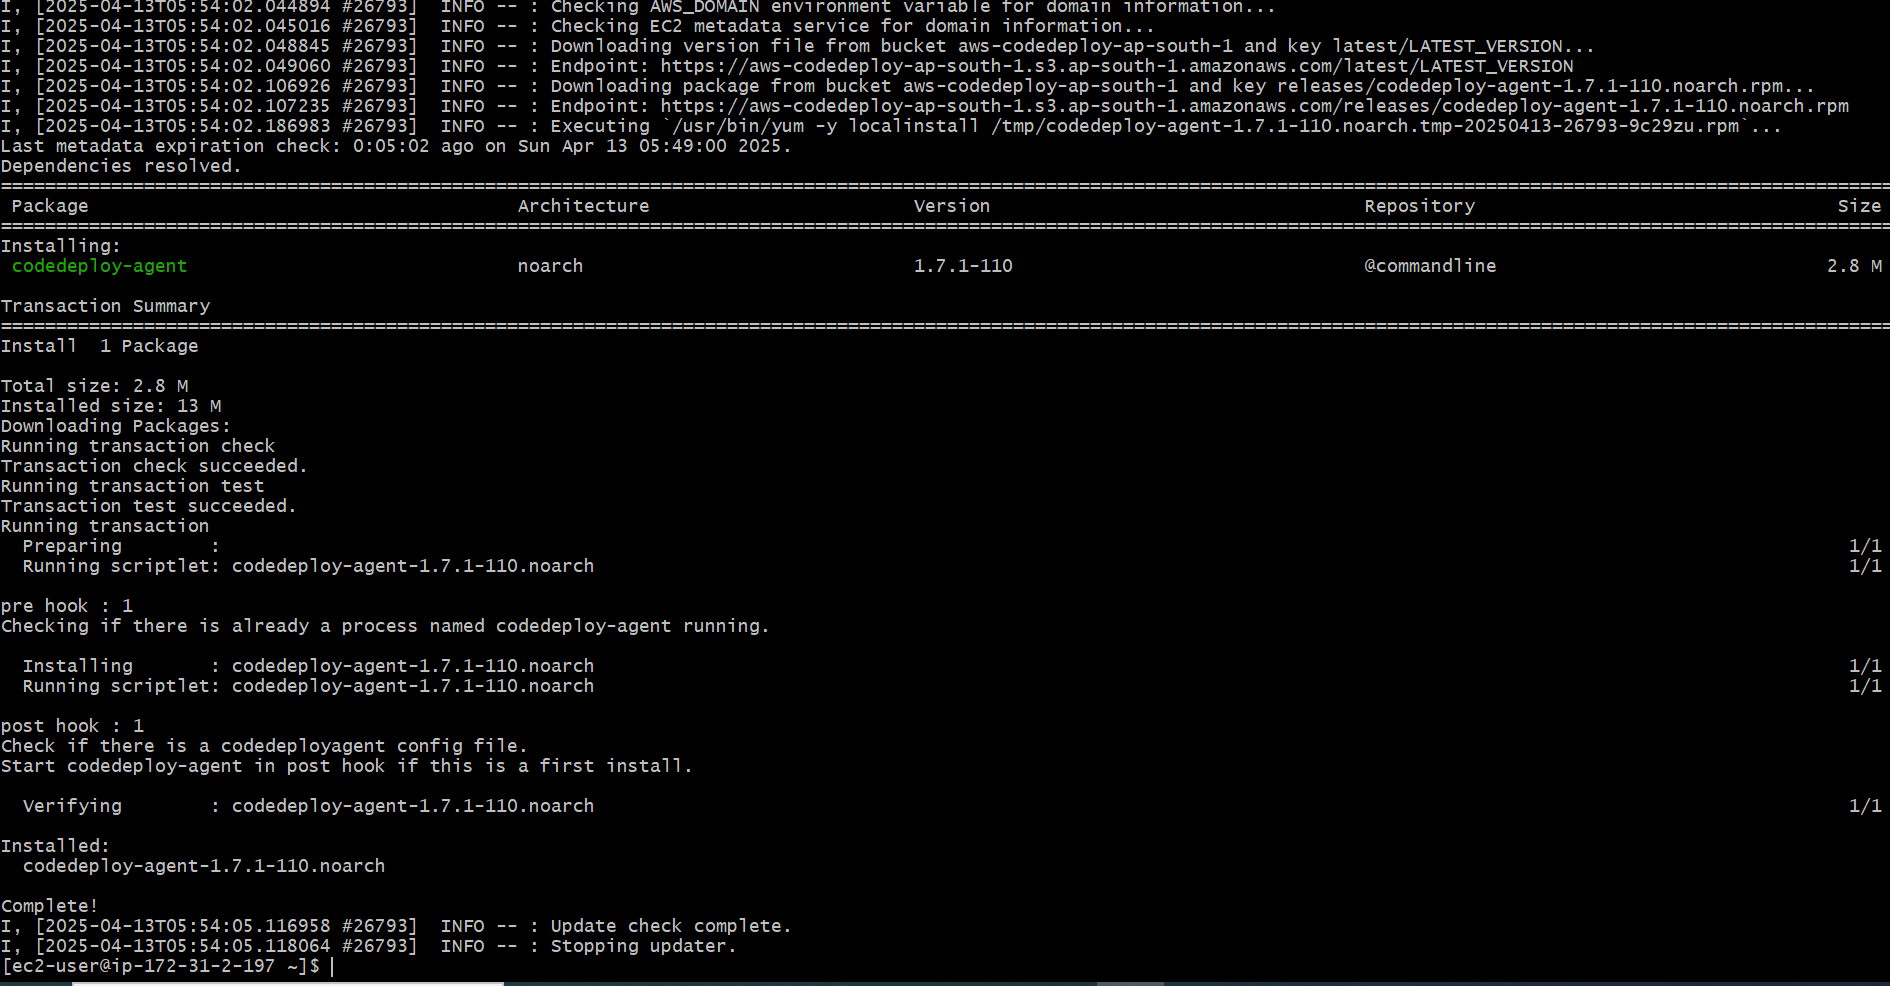 I, [2025-04-13T05:54:02.044894 #26793]  INFO -- : Checking AWS_DOMAIN environment variable for domain information...
I, [2025-04-13T05:54:02.045016 #26793]  INFO -- : Checking EC2 metadata service for domain information...
I, [2025-04-13T05:54:02.048845 #26793]  INFO -- : Downloading version file from bucket aws-codedeploy-ap-south-1 and key latest/LATEST_VERSION...
I, [2025-04-13T05:54:02.049060 #26793]  INFO -- : Endpoint: https://aws-codedeploy-ap-south-1.s3.ap-south-1.amazonaws.com/latest/LATEST_VERSION
I, [2025-04-13T05:54:02.106926 #26793]  INFO -- : Downloading package from bucket aws-codedeploy-ap-south-1 and key releases/codedeploy-agent-1.7.1-110.noarch.rpm...
I, [2025-04-13T05:54:02.107235 #26793]  INFO -- : Endpoint: https://aws-codedeploy-ap-south-1.s3.ap-south-1.amazonaws.com/releases/codedeploy-agent-1.7.1-110.noarch.rpm
I, [2025-04-13T05:54:02.186983 #26793]  INFO -- : Executing `/usr/bin/yum -y localinstall /tmp/codedeploy-agent-1.7.1-110.noarch.tmp-20250413-26793-9c29zu.rpm`...
Last metadata expiration check: 0:05:02 ago on Sun Apr 13 05:49:00 2025.
Dependencies resolved.
Package Architecture Version Repository Size
Installing:
codedeploy-agent noarch 1.7.1-110 @commandline 2.8 M
Transaction Summary
Install  1 Package
Total size: 2.8 M
Installed size: 13 M
Downloading Packages:
Running transaction check
Transaction check succeeded.
Running transaction test
Transaction test succeeded.
Running transaction
Preparing        : 1/1
Running scriptlet: codedeploy-agent-1.7.1-110.noarch 1/1
pre hook : 1
Checking if there is already a process named codedeploy-agent running.
Installing       : codedeploy-agent-1.7.1-110.noarch 1/1
Running scriptlet: codedeploy-agent-1.7.1-110.noarch 1/1
post hook : 1
Check if there is a codedeployagent config file.
Start codedeploy-agent in post hook if this is a first install.
Verifying        : codedeploy-agent-1.7.1-110.noarch 1/1
Installed:
codedeploy-agent-1.7.1-110.noarch
Complete!
I, [2025-04-13T05:54:05.116958 #26793]  INFO -- : Update check complete.
I, [2025-04-13T05:54:05.118064 #26793]  INFO -- : Stopping updater.
[ec2-user@ip-172-31-2-197 ~]$